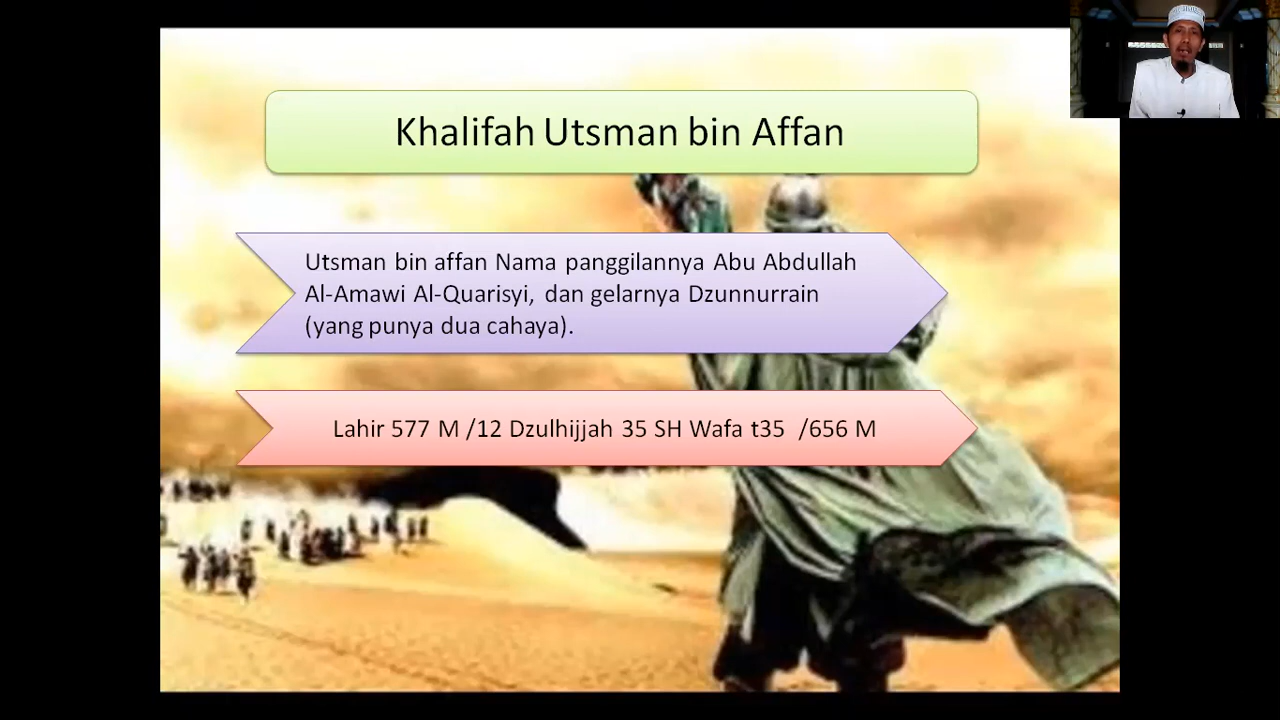 Khalifah Utsman bin Affan
Utsman bin affan Nama panggilannya Abu Abdullah
Al-Amawi Al-Quarisyi, dan gelarnya Dzunnurrain
(yang punya dua cahaya).
Lahir 577 M /12 Dzulhijjah 35 SH Wafa t35 /656 M